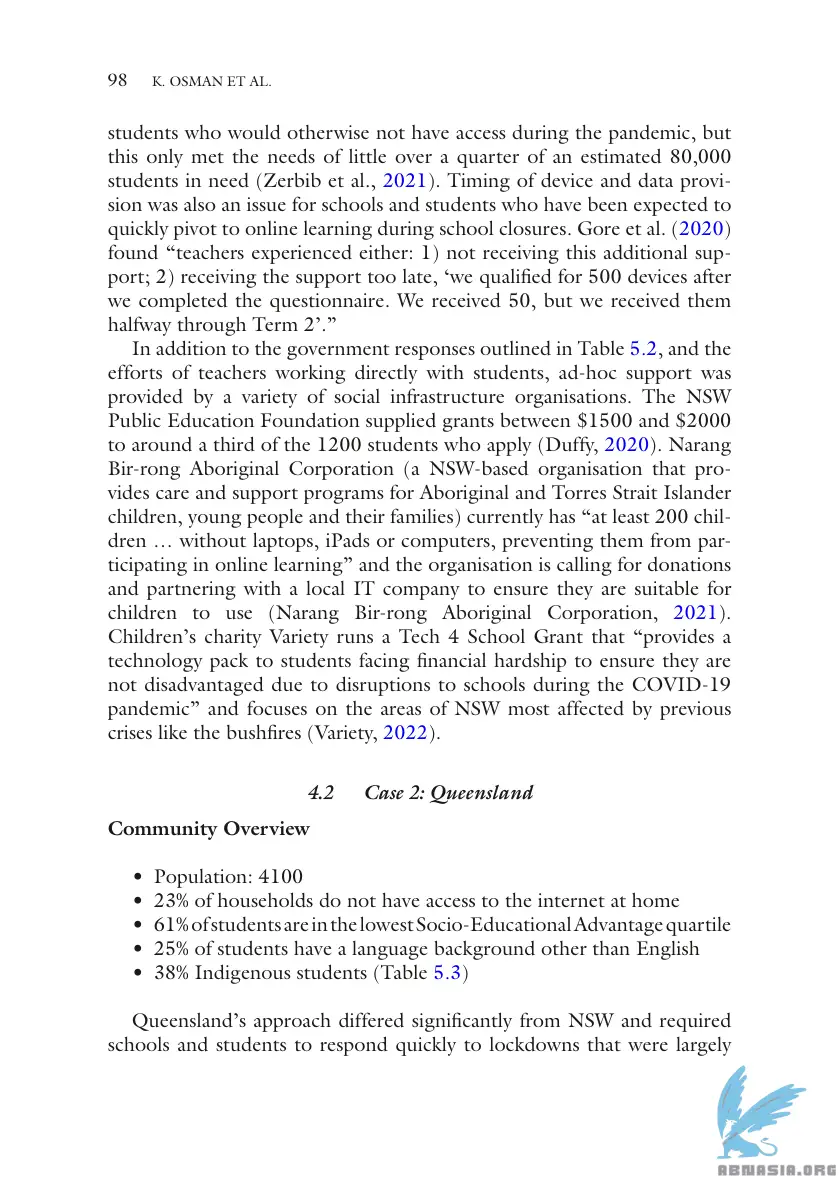 98 K. OSMAN ET AL.
students who would otherwise not have access during the pandemic, but
this only met the needs of little over a quarter of an estimated 80,000
students in need (Zerbib et al., 2021). Timing of device and data provi-
sion was also an issue for schools and students who have been expected to
quickly pivot to online learning during school closures. Gore et al. (2020)
found “teachers experienced either: 1) not receiving this additional sup-
port; 2) receiving the support too late, ‘we qualified for 500 devices after
we completed the questionnaire. We received 50, but we received them
halfway through Term 2’.”
In addition to the government responses outlined in Table 5.2, and the
efforts of teachers working directly with students, ad-hoc support was
provided by a variety of social infrastructure organisations. The NSW
Public Education Foundation supplied grants between $1500 and $2000
to around a third of the 1200 students who apply (Duffy, 2020). Narang
Bir-rong Aboriginal Corporation (a NSW-based organisation that pro-
vides care and support programs for Aboriginal and Torres Strait Islander
children, young people and their families) currently has “at least 200 chil-
dren … without laptops, iPads or computers, preventing them from par-
ticipating in online learning” and the organisation is calling for donations
and partnering with a local IT company to ensure they are suitable for
children to use (Narang Bir-rong Aboriginal Corporation, 2021).
Children’s charity Variety runs a Tech 4 School Grant that “provides a
technology pack to students facing financial hardship to ensure they are
not disadvantaged due to disruptions to schools during the COVID-19
pandemic” and focuses on the areas of NSW most affected by previous
crises like the bushfires (Variety, 2022).
4.2 Case 2: Queensland
Community Overview
• Population: 4100
• 23% of households do not have access to the internet at home
• 61% of students are in the lowest Socio-Educational Advantage quartile
• 25% of students have a language background other than English
• 38% Indigenous students (Table 5.3)
Queensland’s approach differed significantly from NSW and required
schools and students to respond quickly to lockdowns that were largely
ABNASIA.ORG